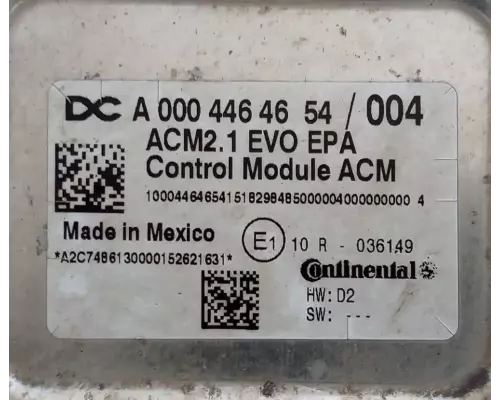 DC A 000 446 46 54 / 004
ACM2.1 EVO EPA
Control Module ACM
10004464654151829848500000400000000 4
Made in Mexico
E1 10 R - 036149
*A2C7486130000152621631*
Continental
HW: D2
SW: ---